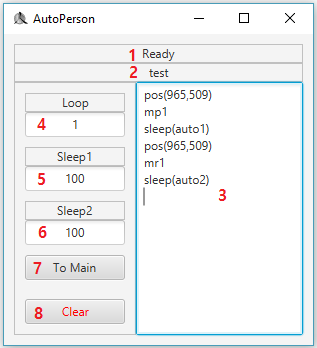 AutoPerson
1 Ready
2 test
Loop
4 1
Sleep1
5 100
Sleep2
6 100
7 To Main
8 Clear
pos(965,509)
mp1
sleep(auto1)
pos(965,509)
mr1
sleep(auto2)
3